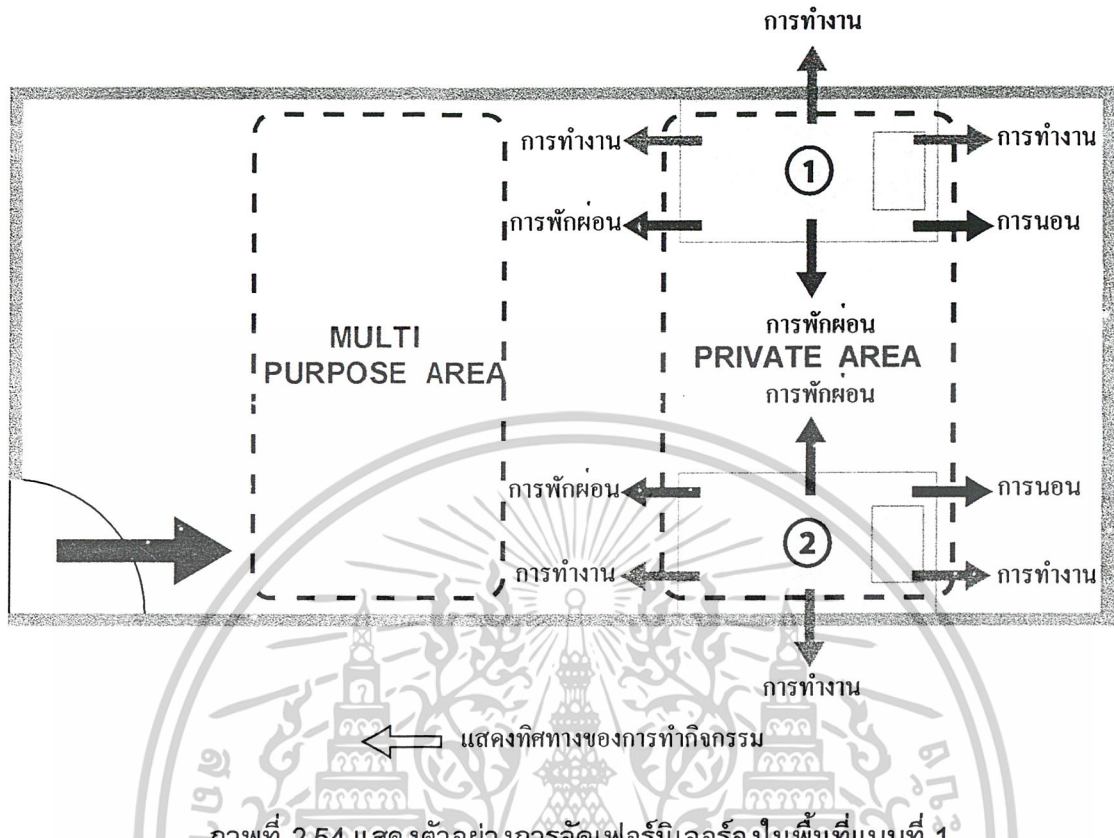 การทำงาน
การทำงาน
①
การทำงาน
การพักผ่อน
การนอน
การพักผ่อน
MULTI
PURPOSE AREA
PRIVATE AREA
การพักผ่อน
การพักผ่อน
การนอน
②
การทำงาน
การทำงาน
การทำงาน
แสดงทิศทางของการทำกิจกรรม
ภาพที่ 2.54 แสดงตัวอย่างการจัดเฟอร์นิเจอร์ลงในพื้นที่แบบที่ 1